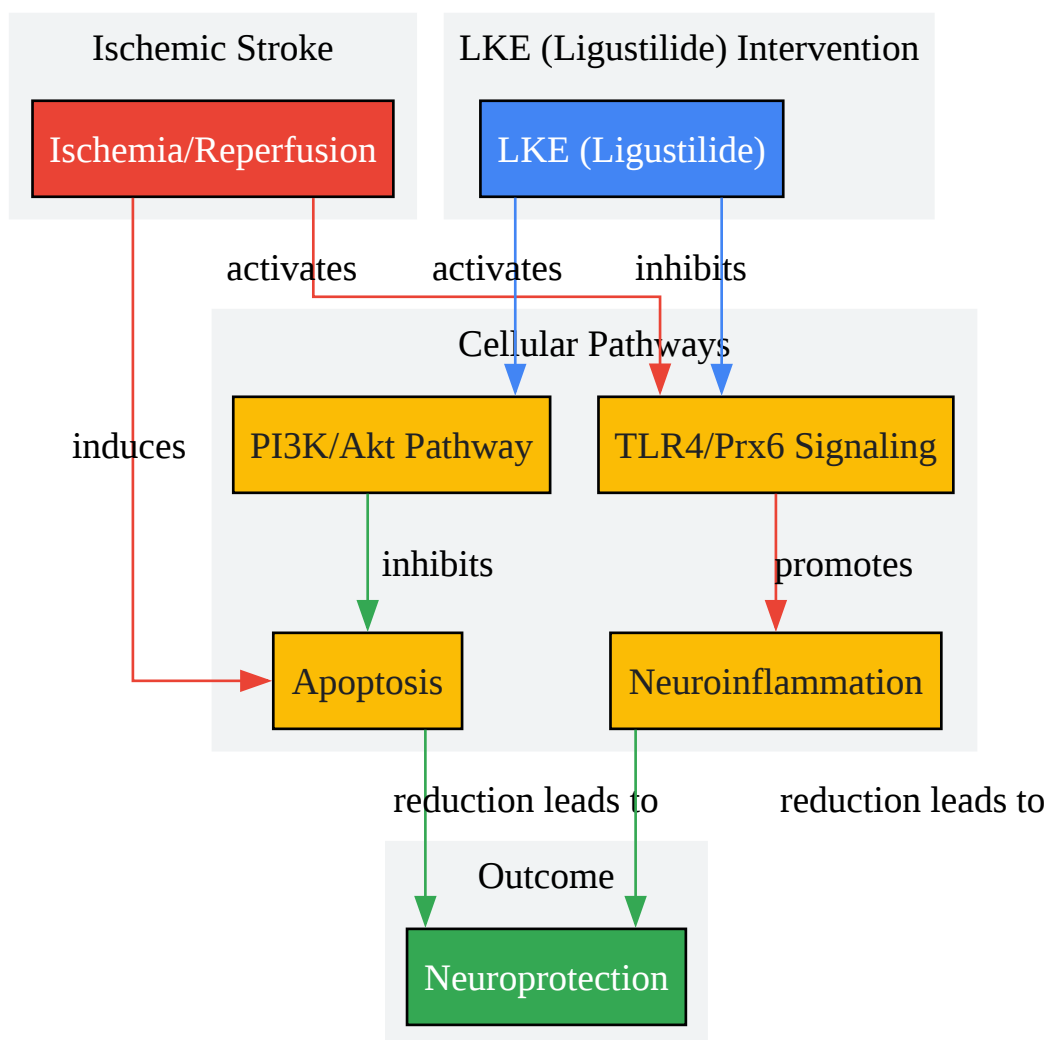 Ischemic Stroke
LKE (Ligustilide) Intervention
Ischemia/Reperfusion
LKE (Ligustilide)
activates
activates
inhibits
Cellular Pathways
induces
PI3K/Akt Pathway
TLR4/Prx6 Signaling
inhibits
promotes
Apoptosis
Neuroinflammation
reduction leads to
reduction leads to
Outcome
Neuroprotection